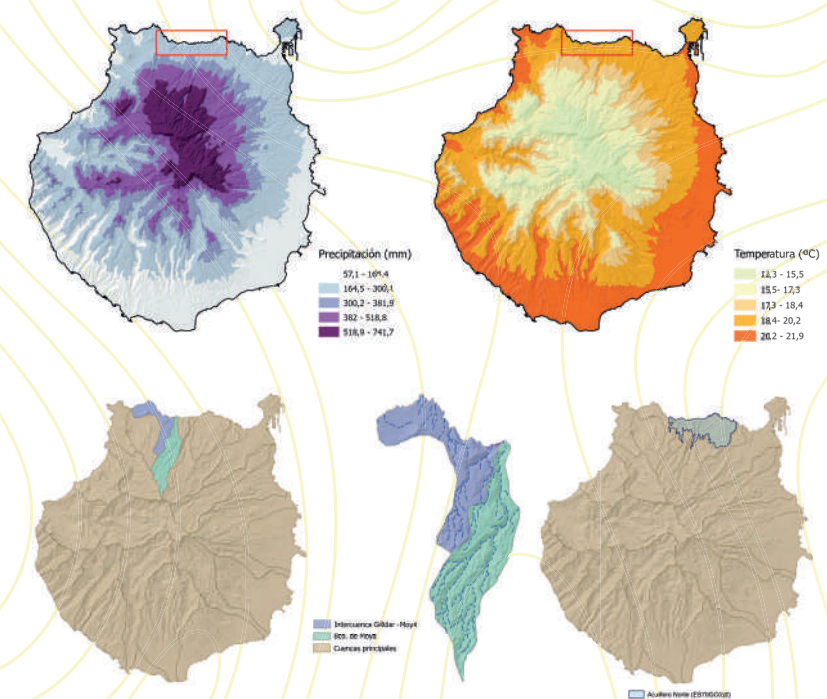 Precipitación (mm)
57,1 - 164,4
164,5 - 300,1
300,2 - 381,9
382 - 518,8
518,9 - 741,7
Temperatura (ºC)
12,3 - 15,5
15,5- 17,3
17,3 - 18,4
18,4- 20,2
20,2 - 21,9
Intercuenca Gáldar -Moya
Bco. de Moya
Cuencas principales
Acuífero Norte